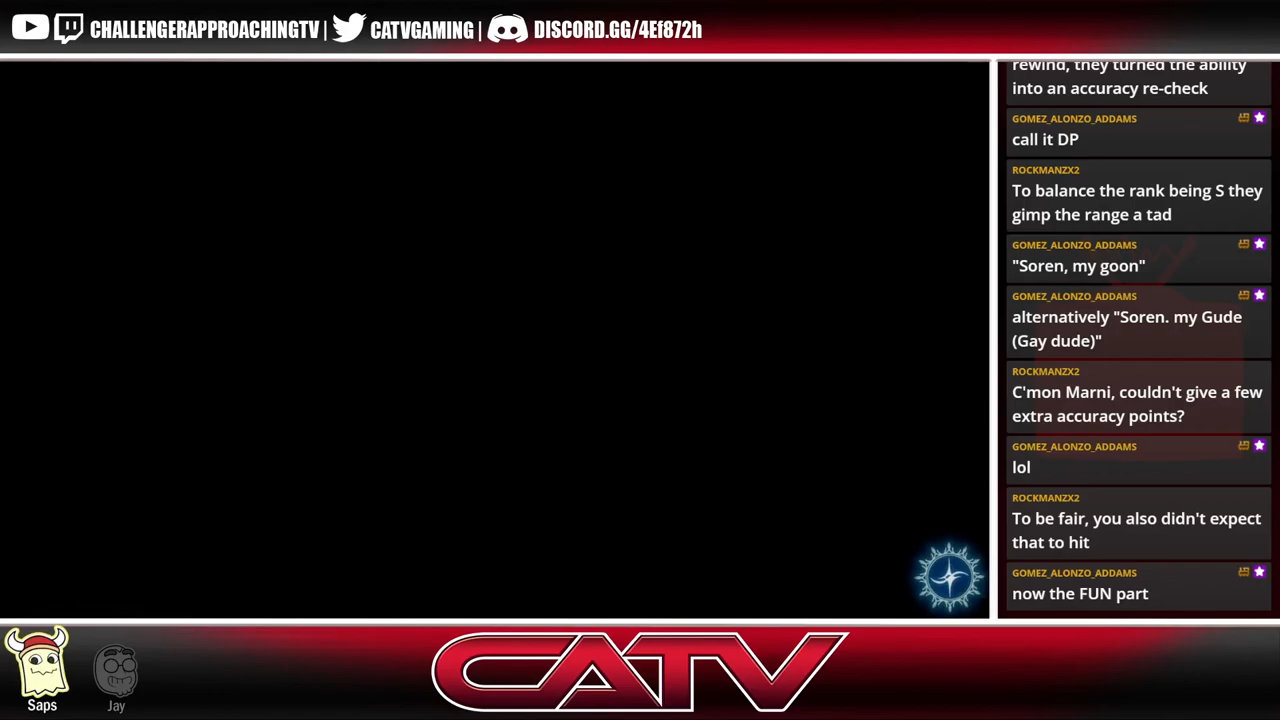 CHALLENGERAPPROACHINGTV | CATVGAMING | DISCORD.GG/4Ef872h
rewind, they turned the ability
into an accuracy re-check
GOMEZ_ALONZO_ADDAMS
call it DP
ROCKMANZX2
To balance the rank being S they
gimp the range a tad
GOMEZ_ALONZO_ADDAMS
"Soren, my goon"
GOMEZ_ALONZO_ADDAMS
alternatively "Soren. my Gude
(Gay dude)"
ROCKMANZX2
C'mon Marni, couldn't give a few
extra accuracy points?
GOMEZ_ALONZO_ADDAMS
lol
ROCKMANZX2
To be fair, you also didn't expect
that to hit
GOMEZ_ALONZO_ADDAMS
now the FUN part
Saps
Jay
CATV